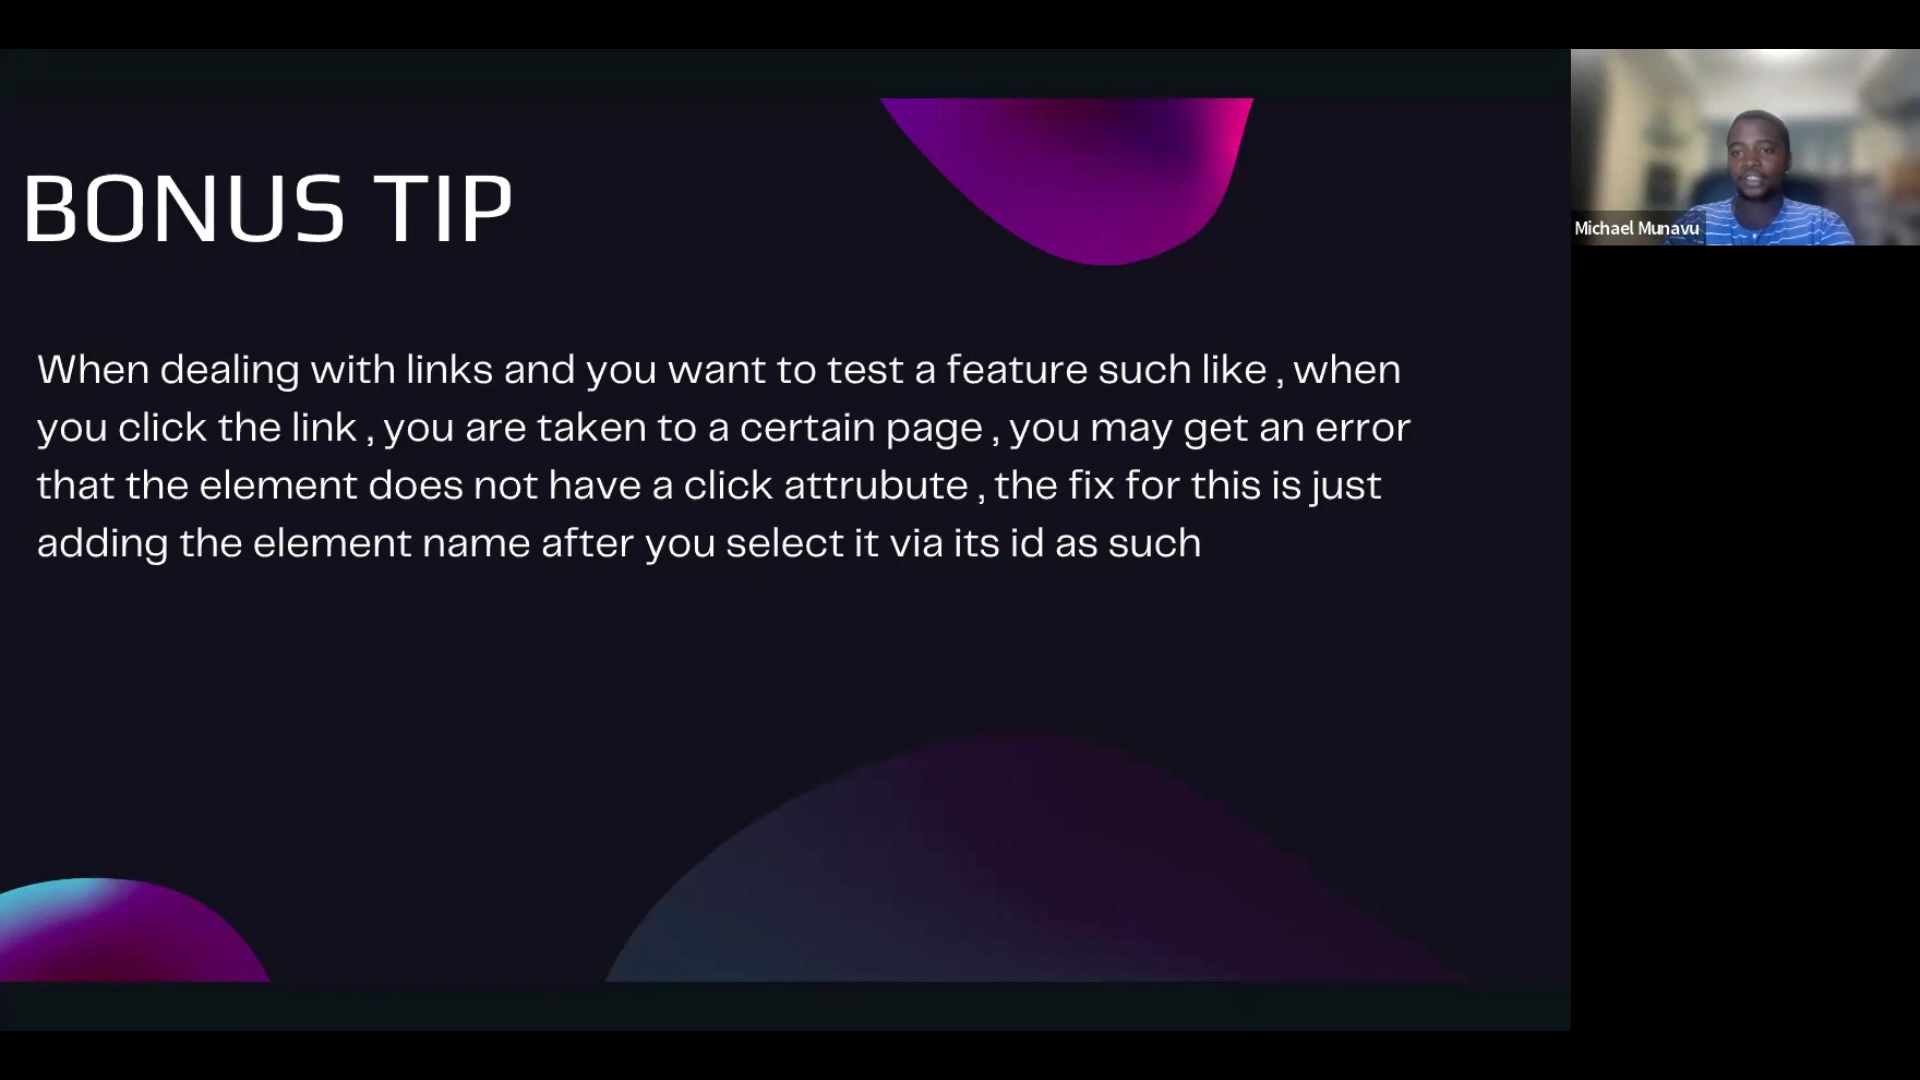 BONUS TIP
When dealing with links and you want to test a feature such like , when
you click the link , you are taken to a certain page , you may get an error
that the element does not have a click attrubute , the fix for this is just
adding the element name after you select it via its id as such
Michael Munavu